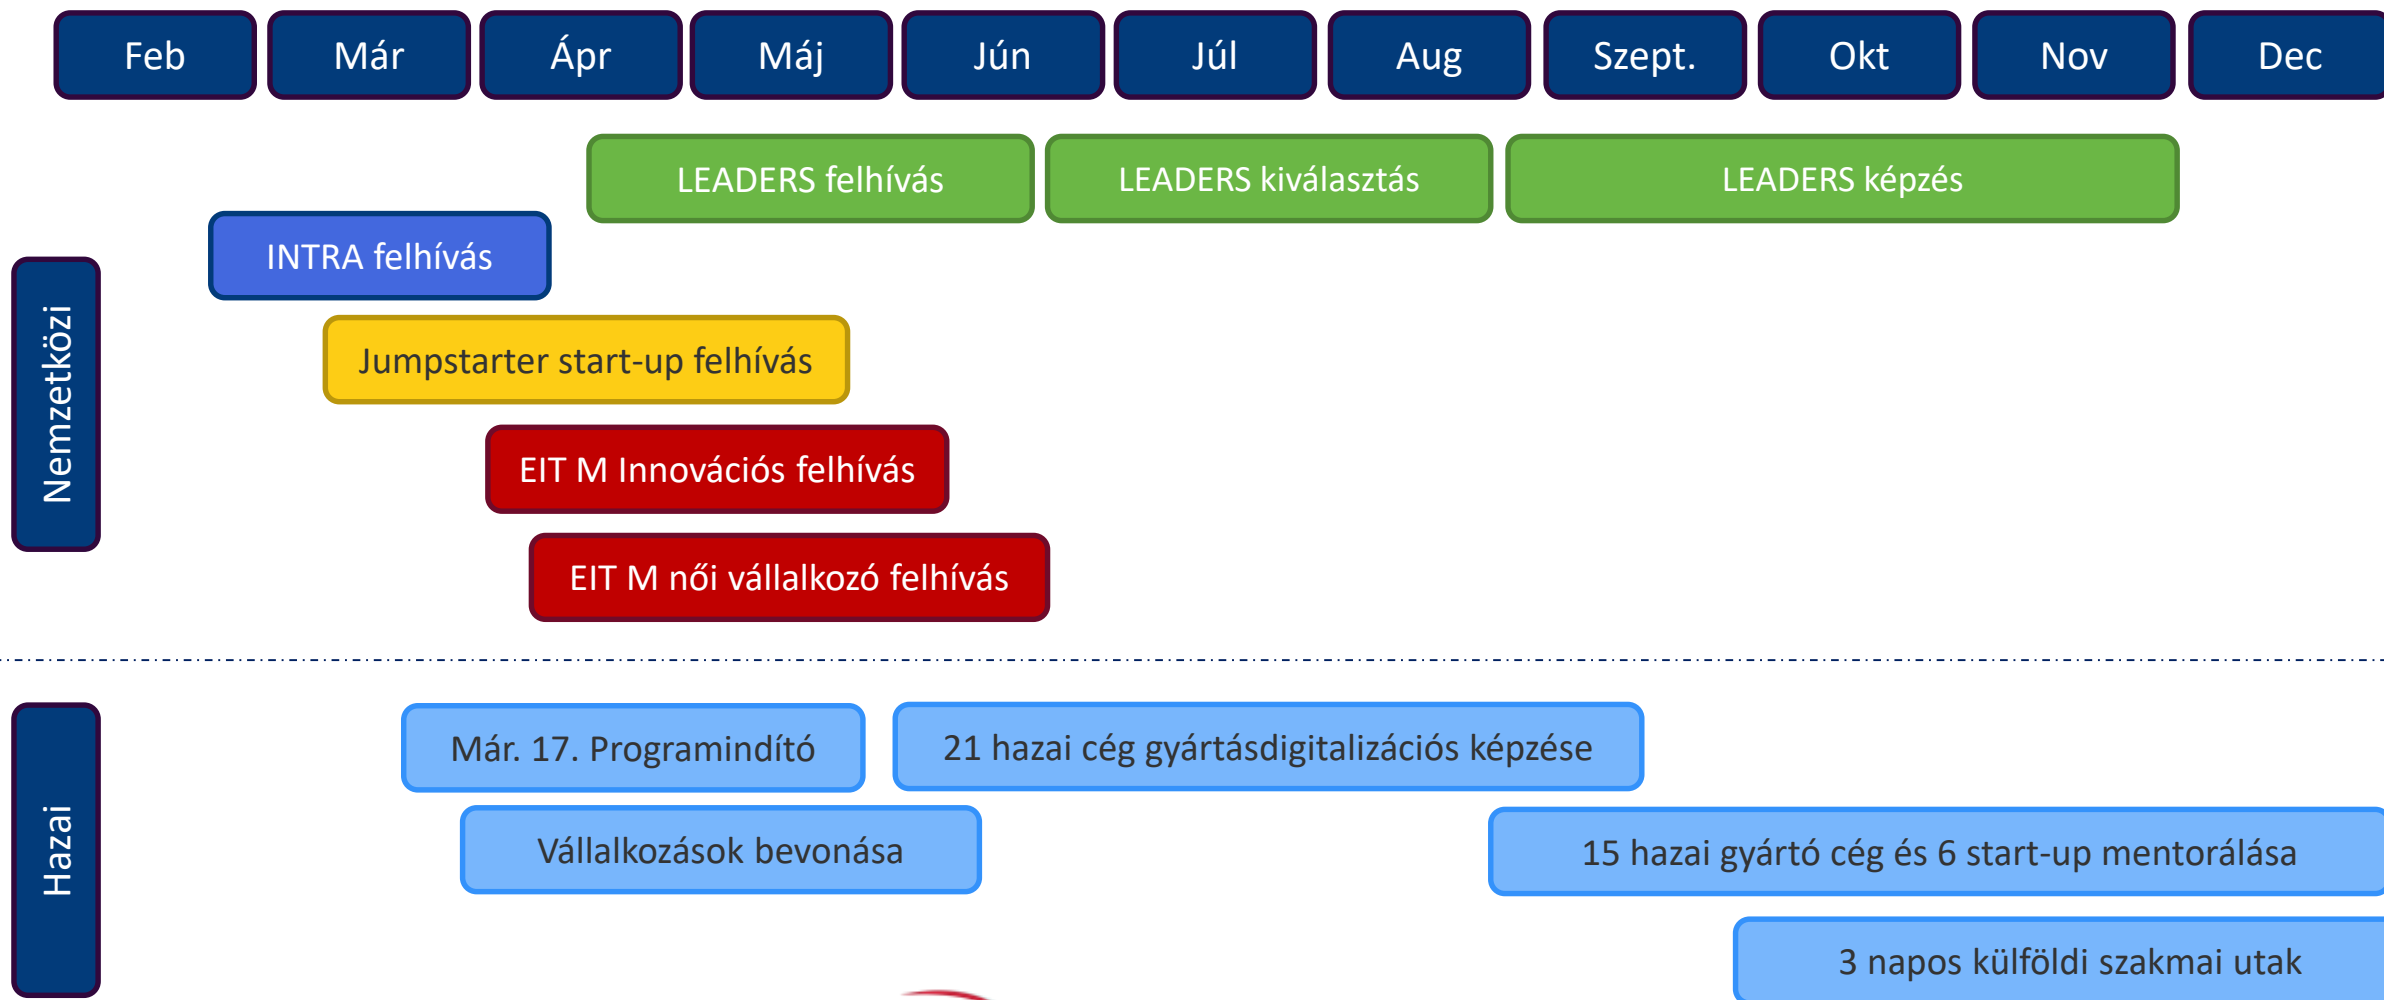 Feb
Már
Ápr
Máj
Jún
Júl
Aug
Szept.
Okt
Nov
Dec
LEADERS felhívás
LEADERS kiválasztás
LEADERS képzés
INTRA felhívás
Nemzetközi
Jumpstarter start-up felhívás
EIT M Innovációs felhívás
EIT M női vállalkozó felhívás
Hazai
Már. 17. Programindító
21 hazai cég gyártásdigitalizációs képzése
Vállalkozások bevonása
15 hazai gyártó cég és 6 start-up mentorálása
3 napos külföldi szakmai utak